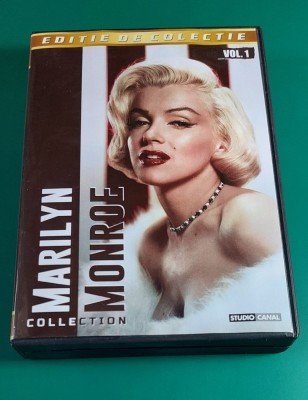 EDITIE DE COLECTIE
VOL. 1
MARILYN
MONROE
COLLECTION
STUDIO CANAL